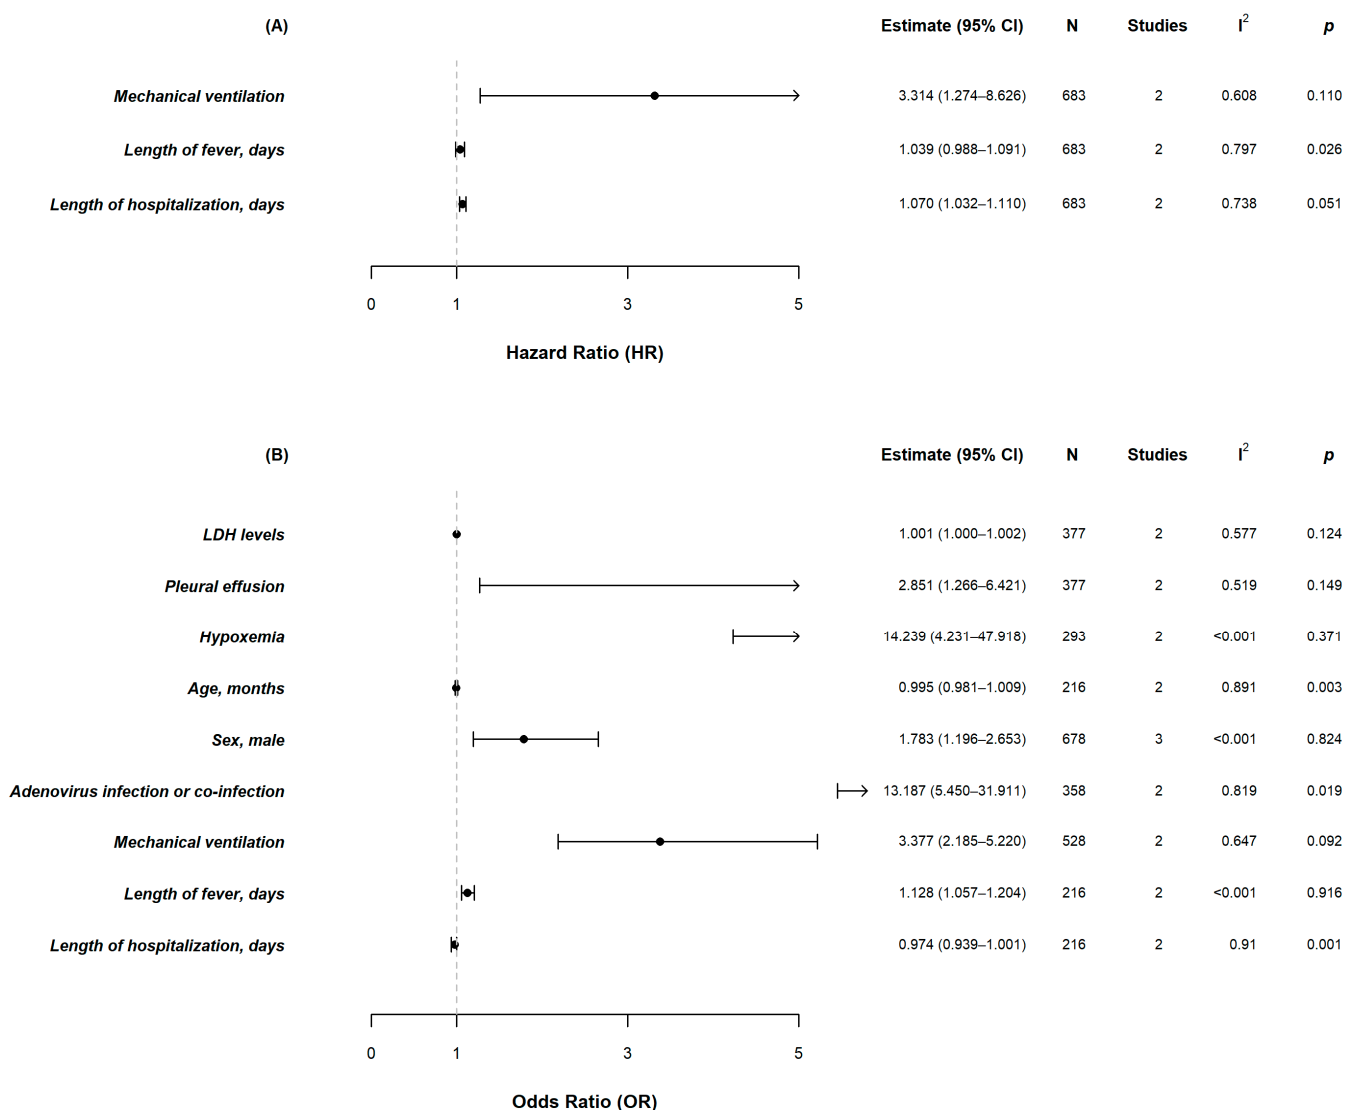 (A) Estimate (95% CI) N Studies I2 p
Mechanical ventilation 3.314 (1.274–8.626) 683 2 0.608 0.110
Length of fever, days 1.039 (0.988–1.091) 683 2 0.797 0.026
Length of hospitalization, days 1.070 (1.032–1.110) 683 2 0.738 0.051
0 1 3 5
Hazard Ratio (HR)
(B) Estimate (95% CI) N Studies I2 p
LDH levels 1.001 (1.000–1.002) 377 2 0.577 0.124
Pleural effusion 2.851 (1.266–6.421) 377 2 0.519 0.149
Hypoxemia 14.239 (4.231–47.918) 293 2 <0.001 0.371
Age, months 0.995 (0.981–1.009) 216 2 0.891 0.003
Sex, male 1.783 (1.196–2.653) 678 3 <0.001 0.824
Adenovirus infection or co-infection 13.187 (5.450–31.911) 358 2 0.819 0.019
Mechanical ventilation 3.377 (2.185–5.220) 528 2 0.647 0.092
Length of fever, days 1.128 (1.057–1.204) 216 2 <0.001 0.916
Length of hospitalization, days 0.974 (0.939–1.001) 216 2 0.91 0.001
0 1 3 5
Odds Ratio (OR)